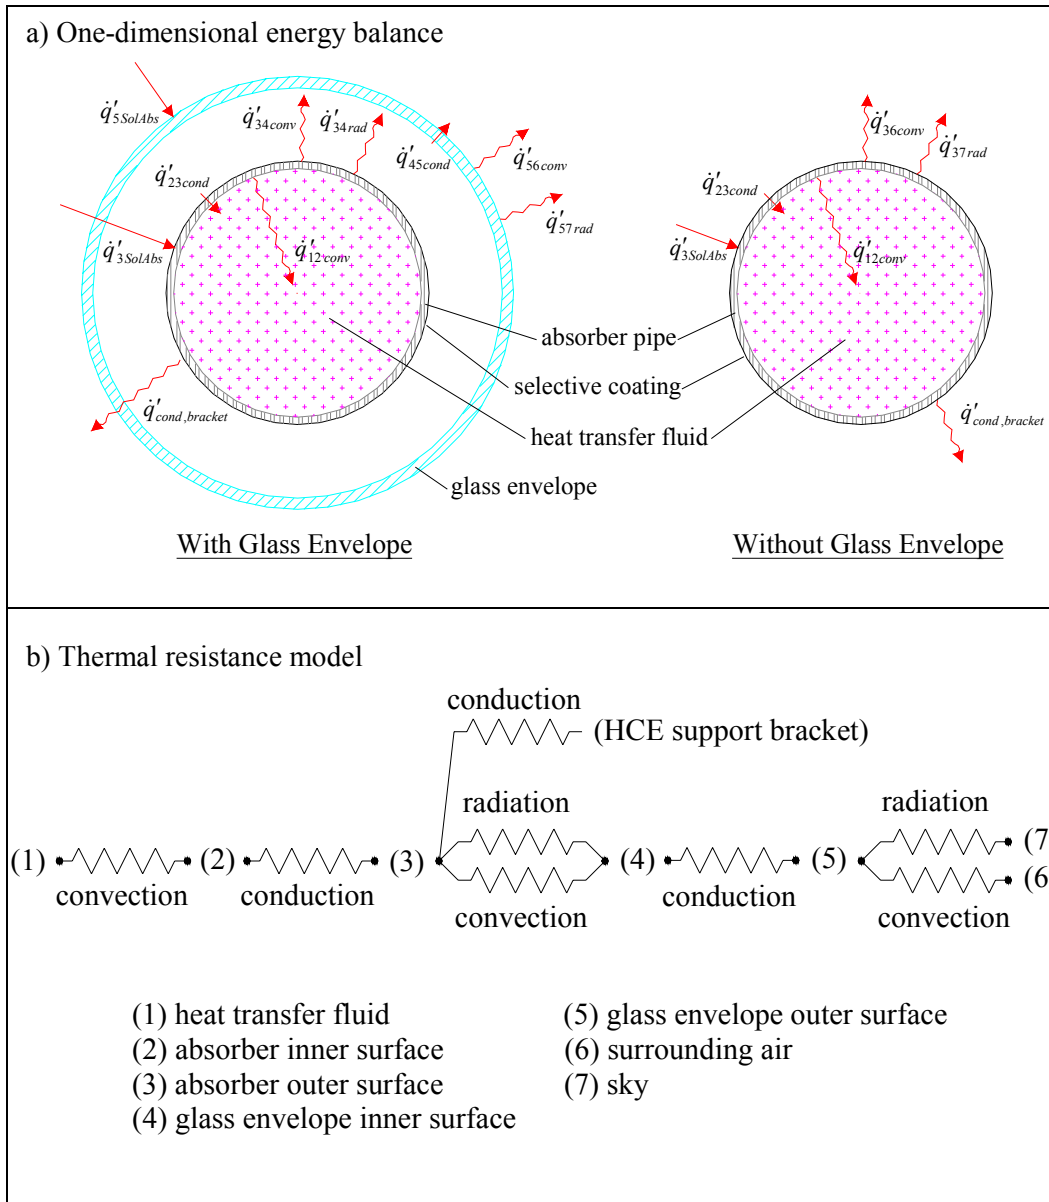 a) One-dimensional energy balance
q̇′5SolAbs
q̇′34conv
q̇′34rad
q̇′45cond
q̇′56conv
q̇′23cond
q̇′57rad
q̇′3SolAbs
q̇′12conv
q̇′cond,bracket
q̇′36conv
q̇′37rad
q̇′23cond
q̇′3SolAbs
q̇′12conv
q̇′cond,bracket
absorber pipe
selective coating
heat transfer fluid
glass envelope
With Glass Envelope
Without Glass Envelope
b) Thermal resistance model
conduction
(HCE support bracket)
radiation
radiation
(1) (2) (3) (4) (5) (7
(6
convection conduction convection conduction convection
(1) heat transfer fluid
(2) absorber inner surface
(3) absorber outer surface
(4) glass envelope inner surface
(5) glass envelope outer surface
(6) surrounding air
(7) sky